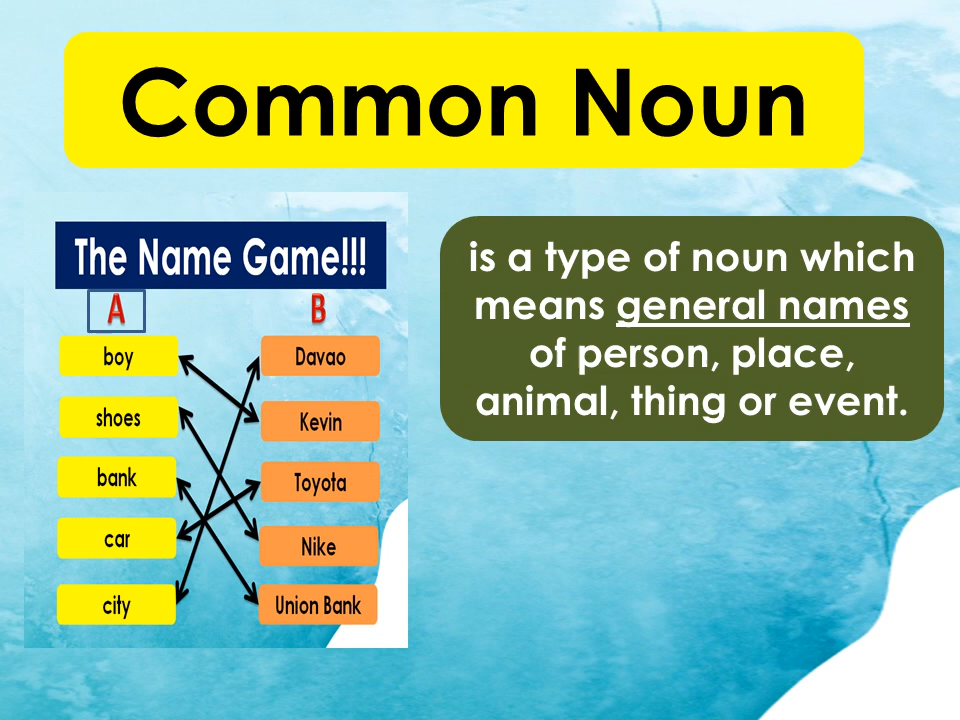 Common Noun
The Name Game!!!
A B
boy Davao
shoes Kevin
bank Toyota
car Nike
city Union Bank
is a type of noun which
means general names
of person, place,
animal, thing or event.